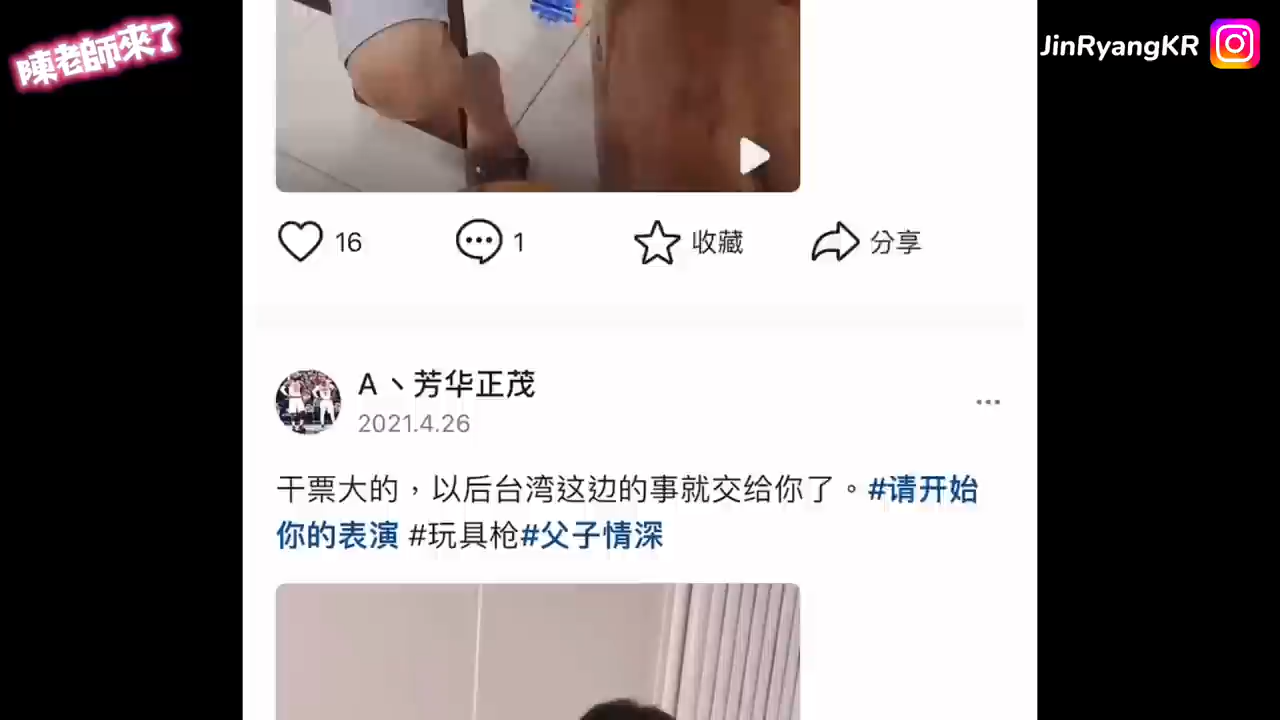 陳老師來了
JinRyangKR
16
1
收藏
分享
A丶芳华正茂
2021.4.26
干票大的，以后台湾这边的事就交给你了。#请开始
你的表演 #玩具枪#父子情深